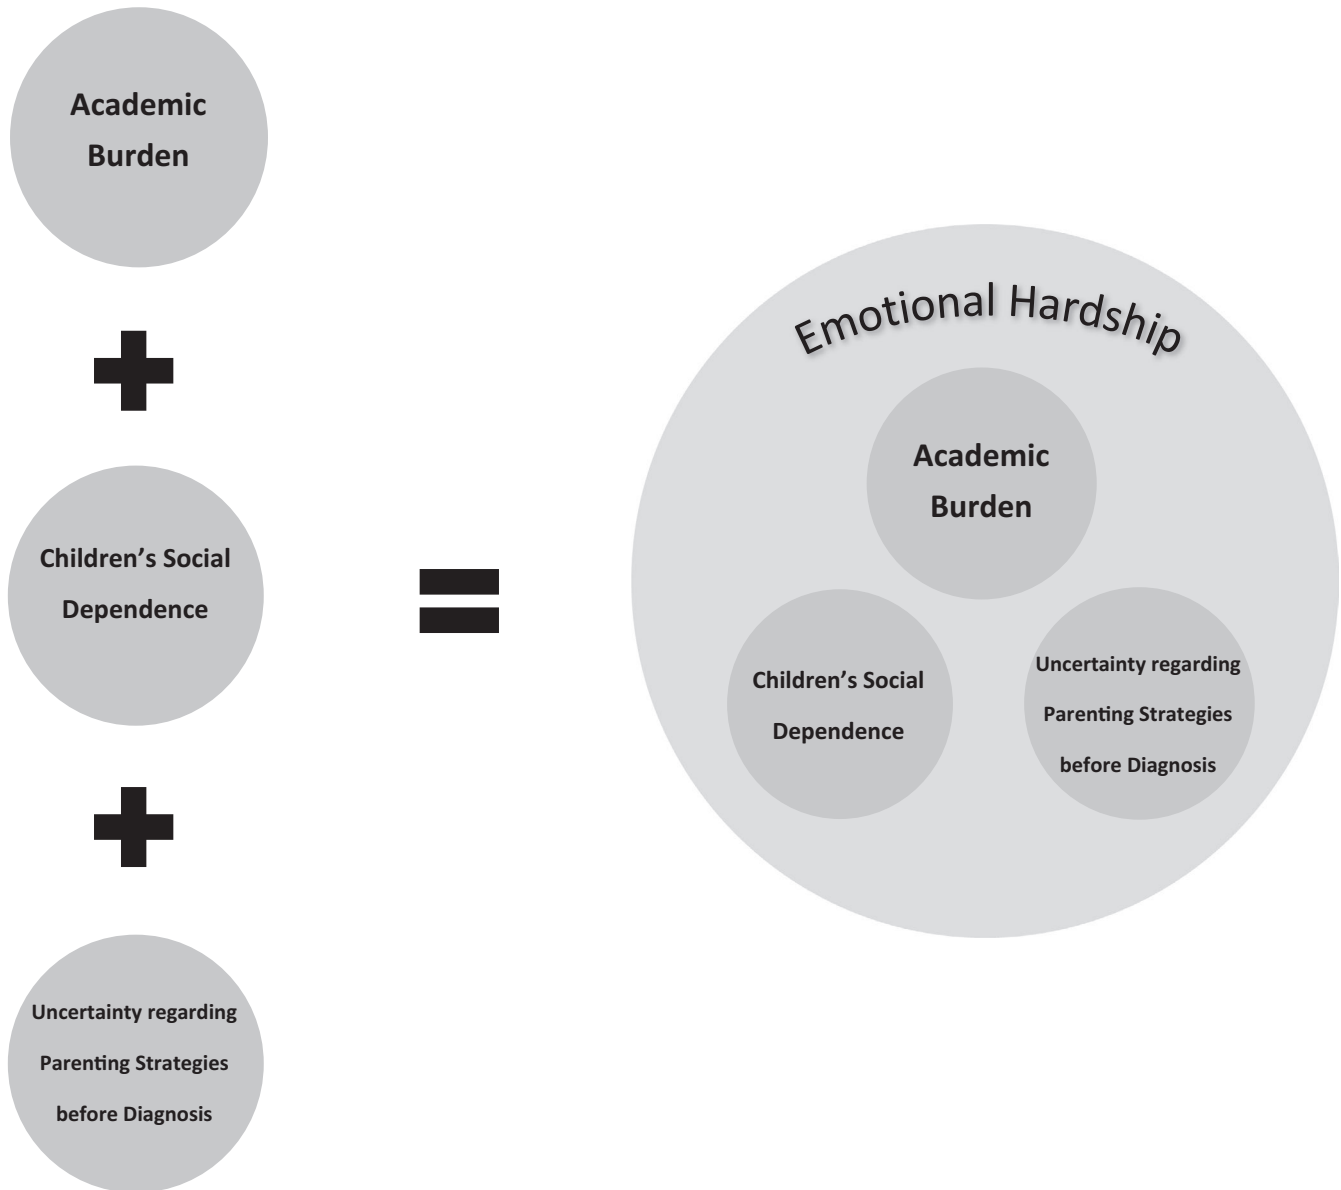 Academic
Burden
Children’s Social
Dependence
Uncertainty regarding
Parenting Strategies
before Diagnosis
Emotional Hardship
Academic
Burden
Children’s Social
Dependence
Uncertainty regarding
Parenting Strategies
before Diagnosis